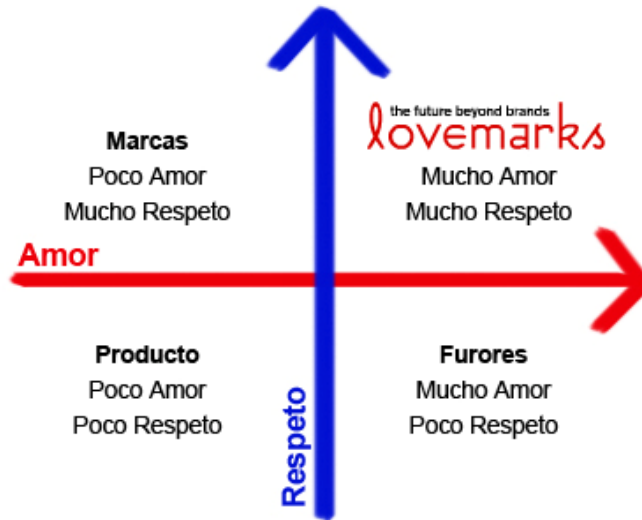 Marcas
Poco Amor
Mucho Respeto
the future beyond brands
lovemarks
Mucho Amor
Mucho Respeto
Amor
Producto
Poco Amor
Poco Respeto
Respeto
Furores
Mucho Amor
Poco Respeto